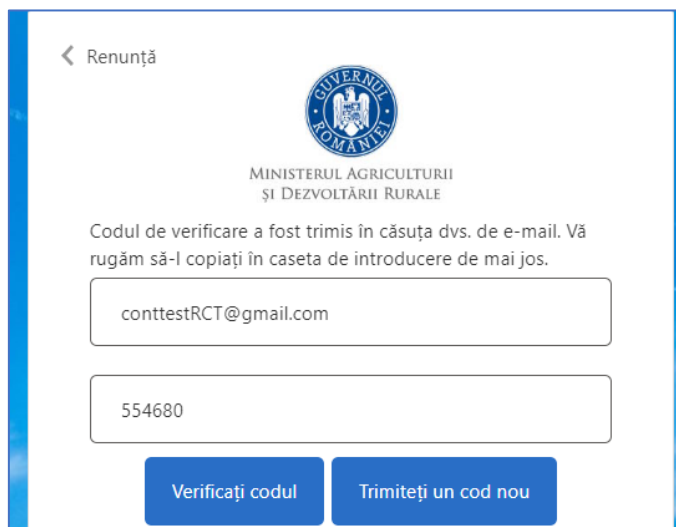 Renunță
GUVERNUL
ROMÂNIEI
MINISTERUL AGRICULTURII
ȘI DEZVOLTĂRII RURALE
Codul de verificare a fost trimis în căsuța dvs. de e-mail. Vă
rugăm să-l copiați în caseta de introducere de mai jos.
conttestRCT@gmail.com
554680
Verificați codul Trimiteți un cod nou